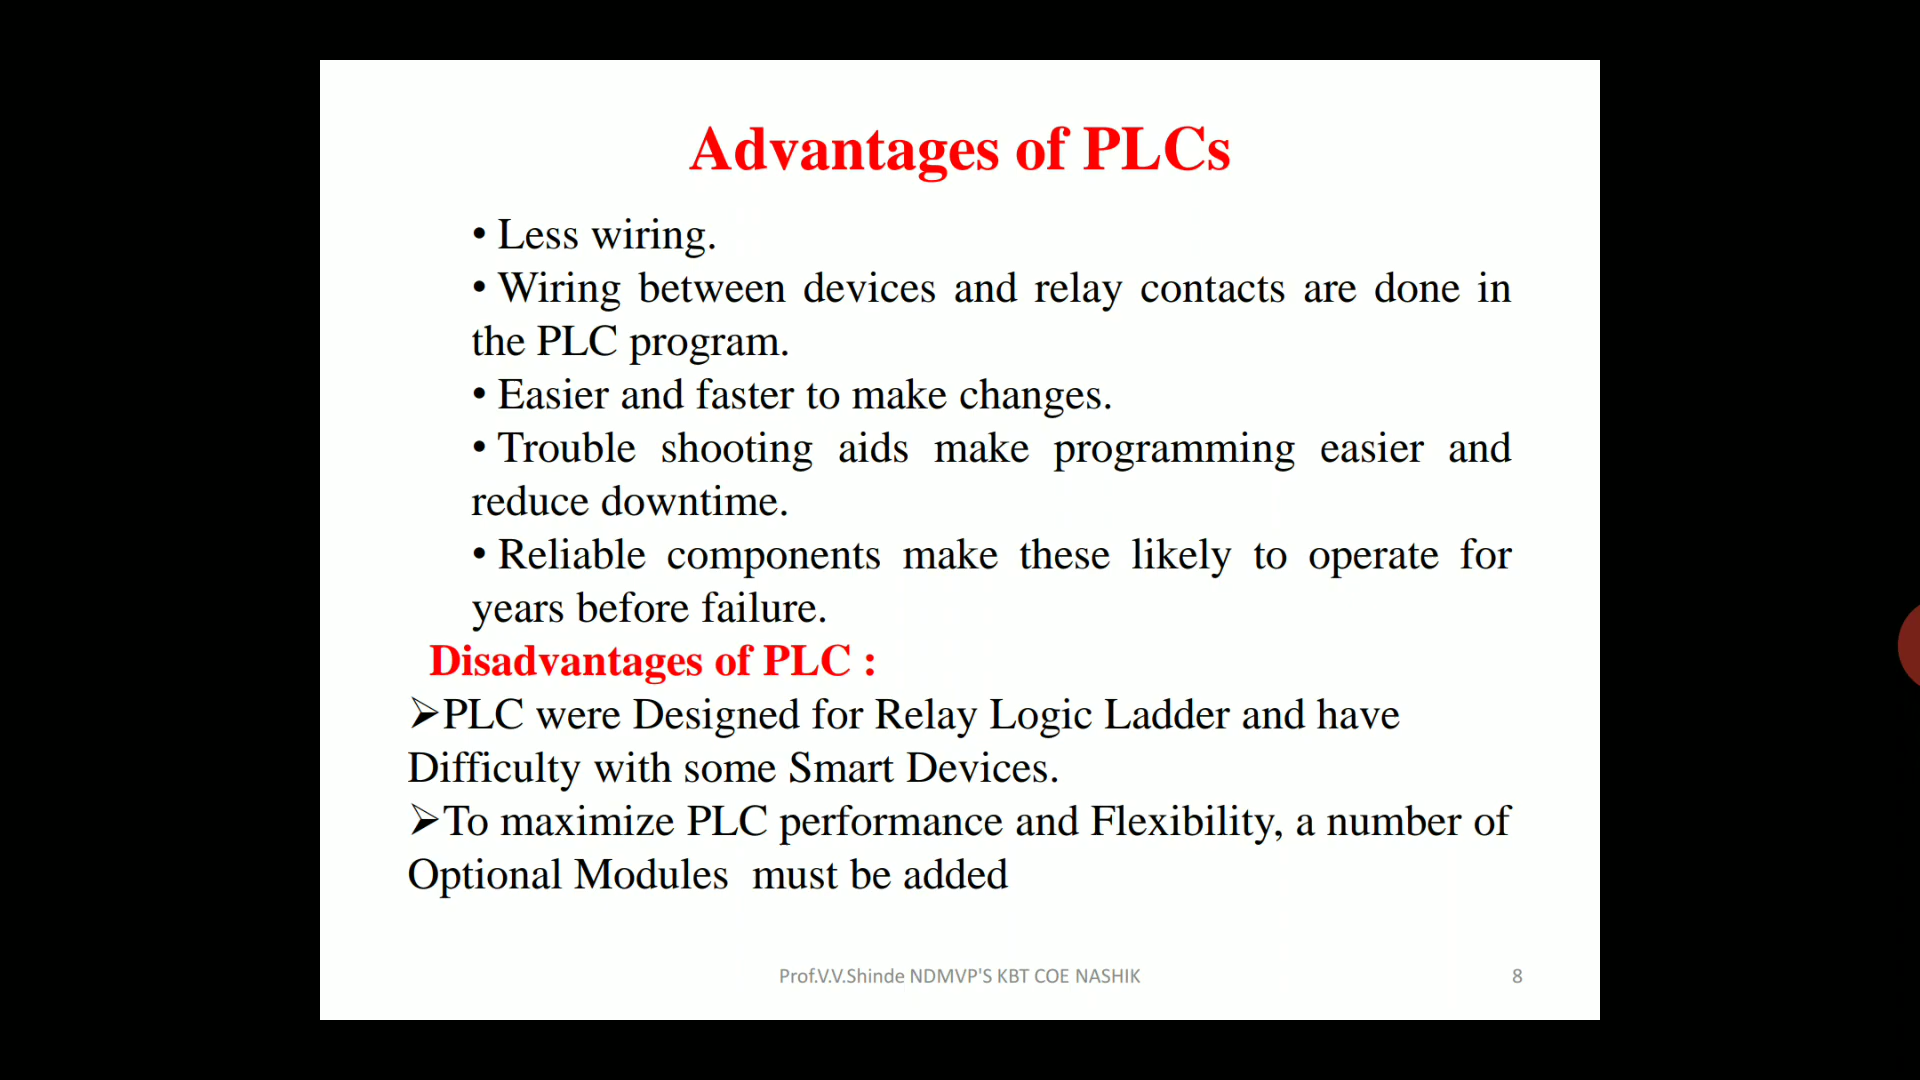 Advantages of PLCs
• Less wiring.
• Wiring between devices and relay contacts are done in
the PLC program.
• Easier and faster to make changes.
• Trouble shooting aids make programming easier and
reduce downtime.
• Reliable components make these likely to operate for
years before failure.
Disadvantages of PLC :
➢PLC were Designed for Relay Logic Ladder and have
Difficulty with some Smart Devices.
➢To maximize PLC performance and Flexibility, a number of
Optional Modules  must be added
Prof.V.V.Shinde NDMVP'S KBT COE NASHIK
8